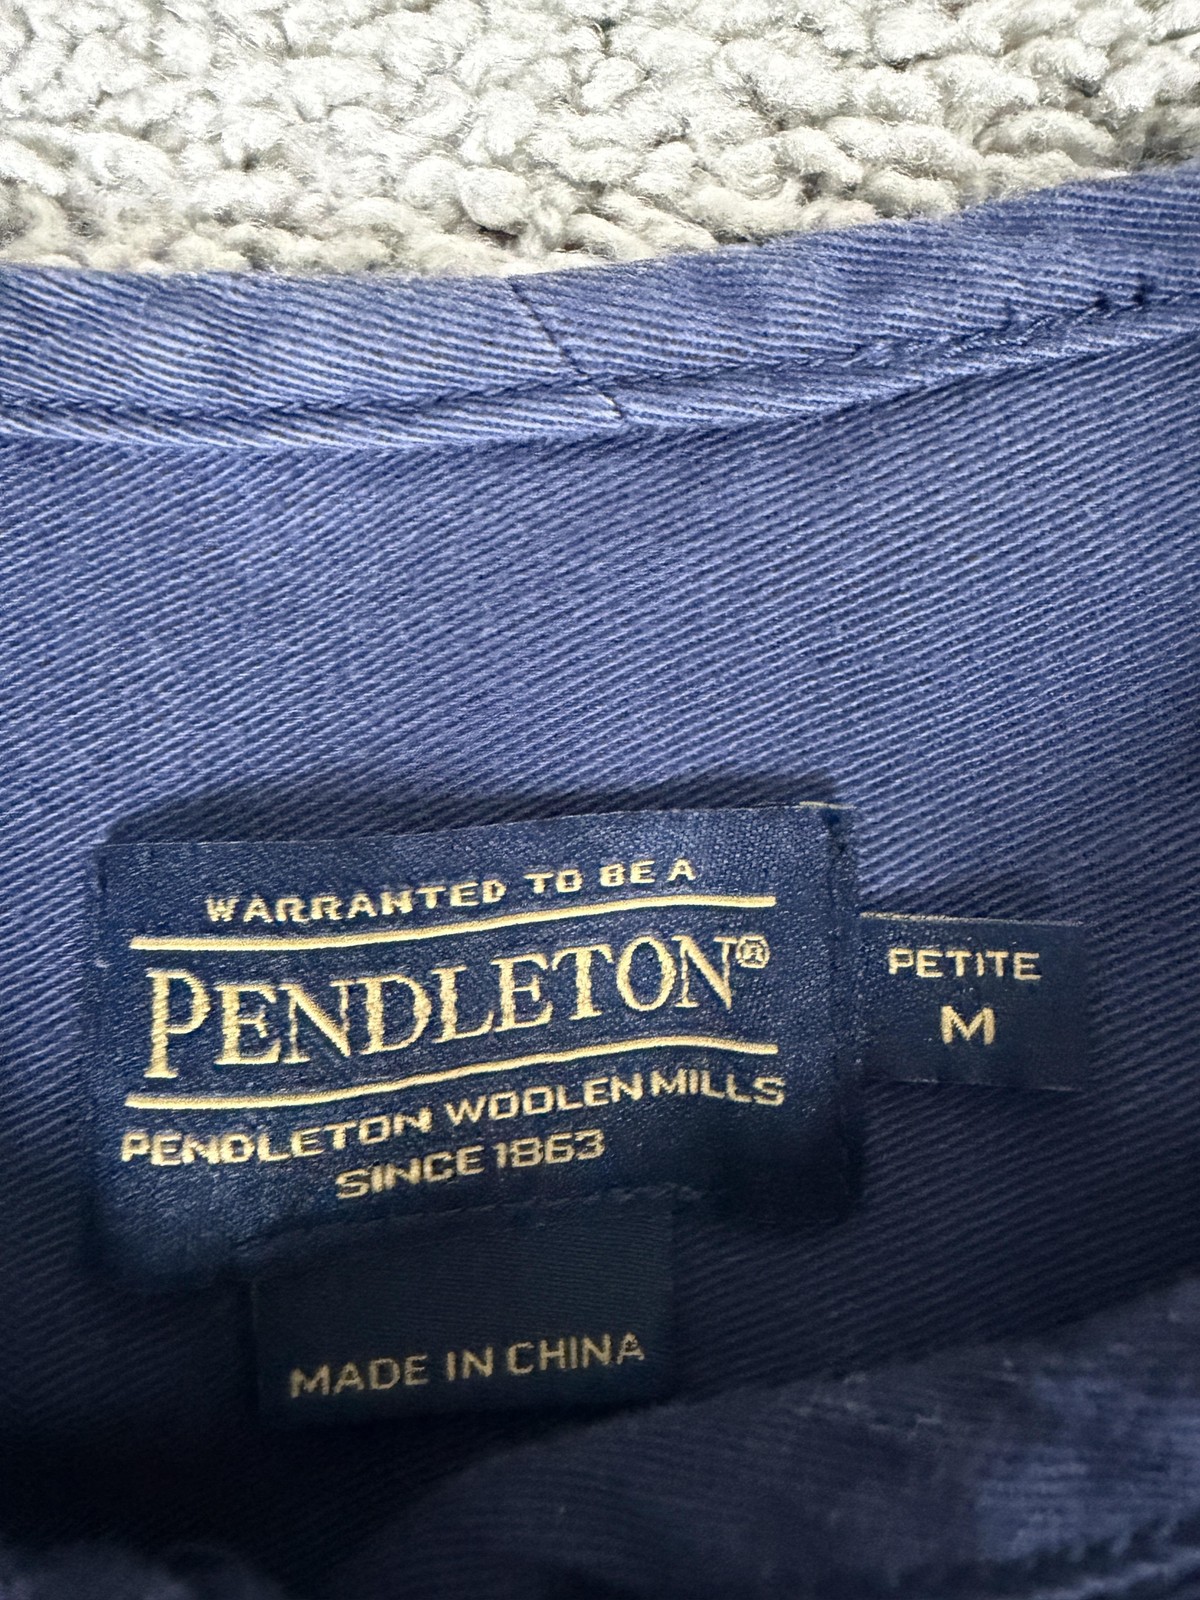 WARRANTED TO BE A
PENDLETON®
PENDLETON WOOLEN MILLS
SINCE 1863
PETITE
M
MADE IN CHINA